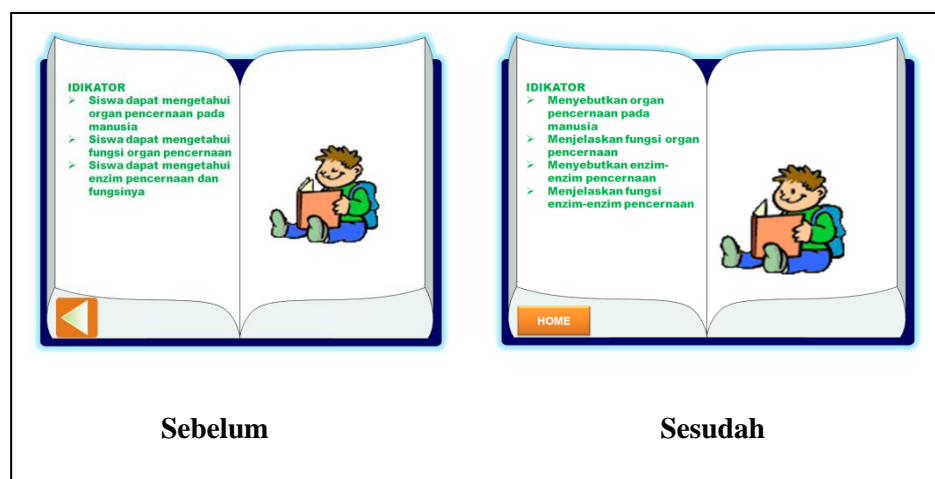 IDIKATOR
➢ Siswa dapat mengetahui
organ pencernaan pada
manusia
➢ Siswa dapat mengetahui
fungsi organ pencernaan
➢ Siswa dapat mengetahui
enzim pencernaan dan
fungsinya
IDIKATOR
➢ Menyebutkan organ
pencernaan pada
manusia
➢ Menjelaskan fungsi organ
pencernaan
➢ Menyebutkan enzim-
enzim pencernaan
➢ Menjelaskan fungsi
enzim-enzim pencernaan
HOME
Sebelum
Sesudah